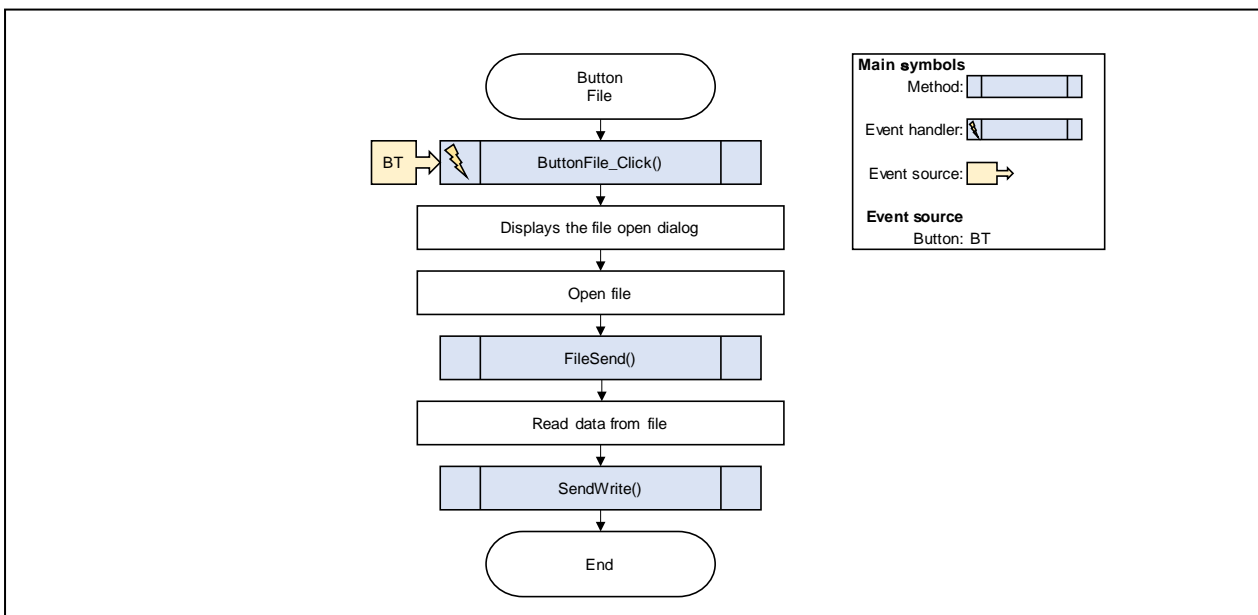 Button
File
BT
ButtonFile_Click()
Displays the file open dialog
Open file
FileSend()
Read data from file
SendWrite()
End
Main symbols
Method:
Event handler:
Event source:
Event source
Button: BT